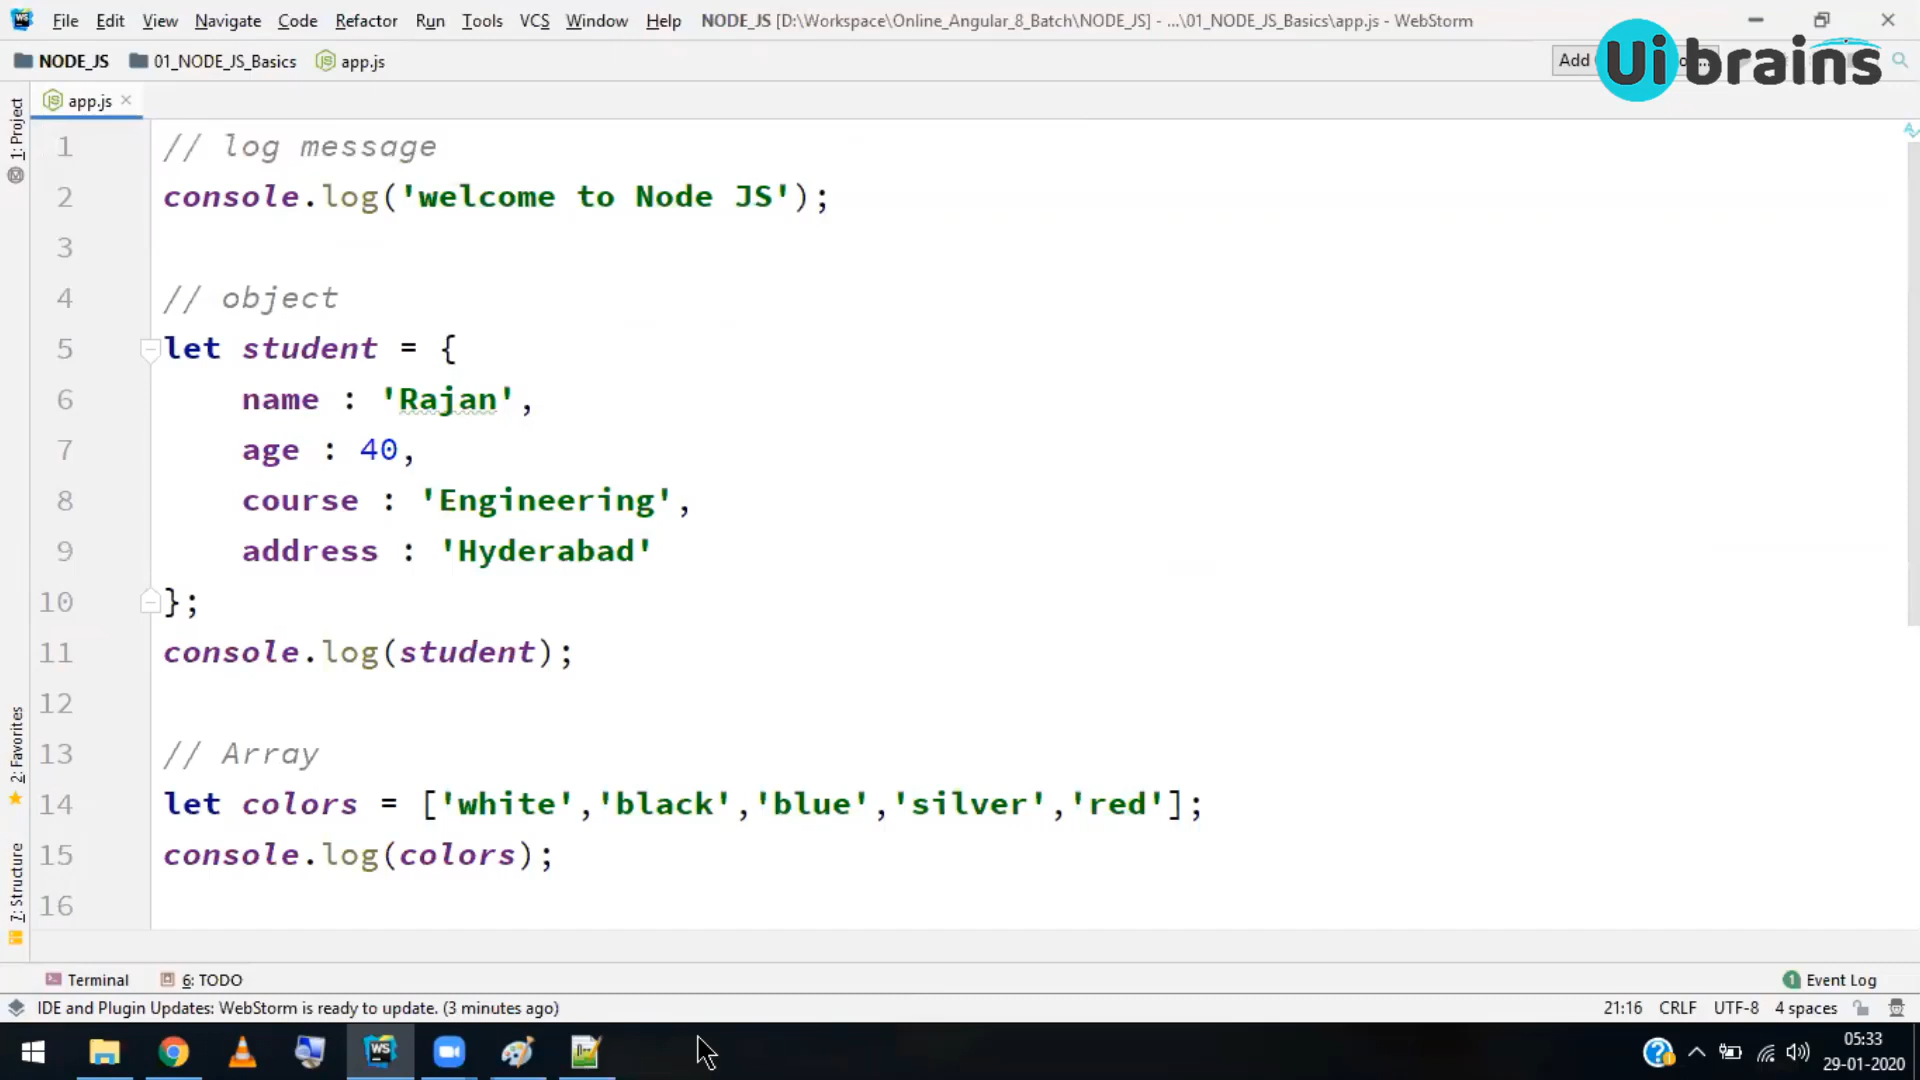 File Edit View Navigate Code Refactor Run Tools VCS Window Help NODE_JS [D:\Workspace\Online_Angular_8_Batch\NODE_JS] - ...\01_NODE_JS_Basics\app.js - WebStorm
NODE_JS 01_NODE_JS_Basics app.js Add
Uibrains
app.js
1: Project
2: Favorites
7: Structure
1 // log message
2 console.log('welcome to Node JS');
3
4 // object
5 let student = {
6 name : 'Rajan',
7 age : 40,
8 course : 'Engineering',
9 address : 'Hyderabad'
10 };
11 console.log(student);
12
13 // Array
14 let colors = ['white','black','blue','silver','red'];
15 console.log(colors);
16
Terminal 6: TODO 1 Event Log
IDE and Plugin Updates: WebStorm is ready to update. (3 minutes ago) 21:16 CRLF UTF-8 4 spaces
WS
05:33
29-01-2020